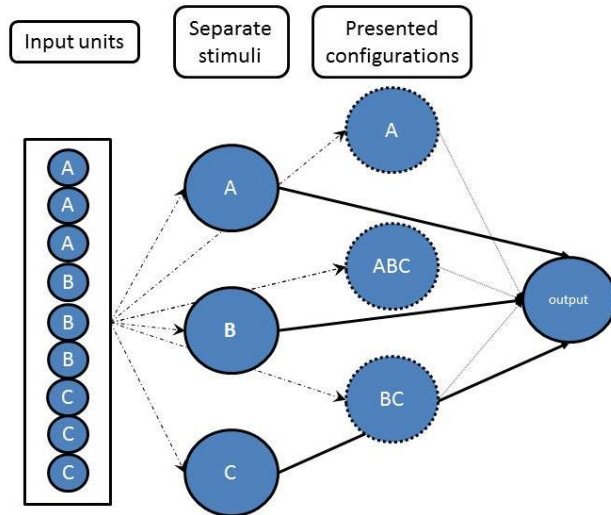 Input units
Separate
stimuli
Presented
configurations
A
A
A
B
B
B
C
C
C
A
B
C
A
ABC
BC
output